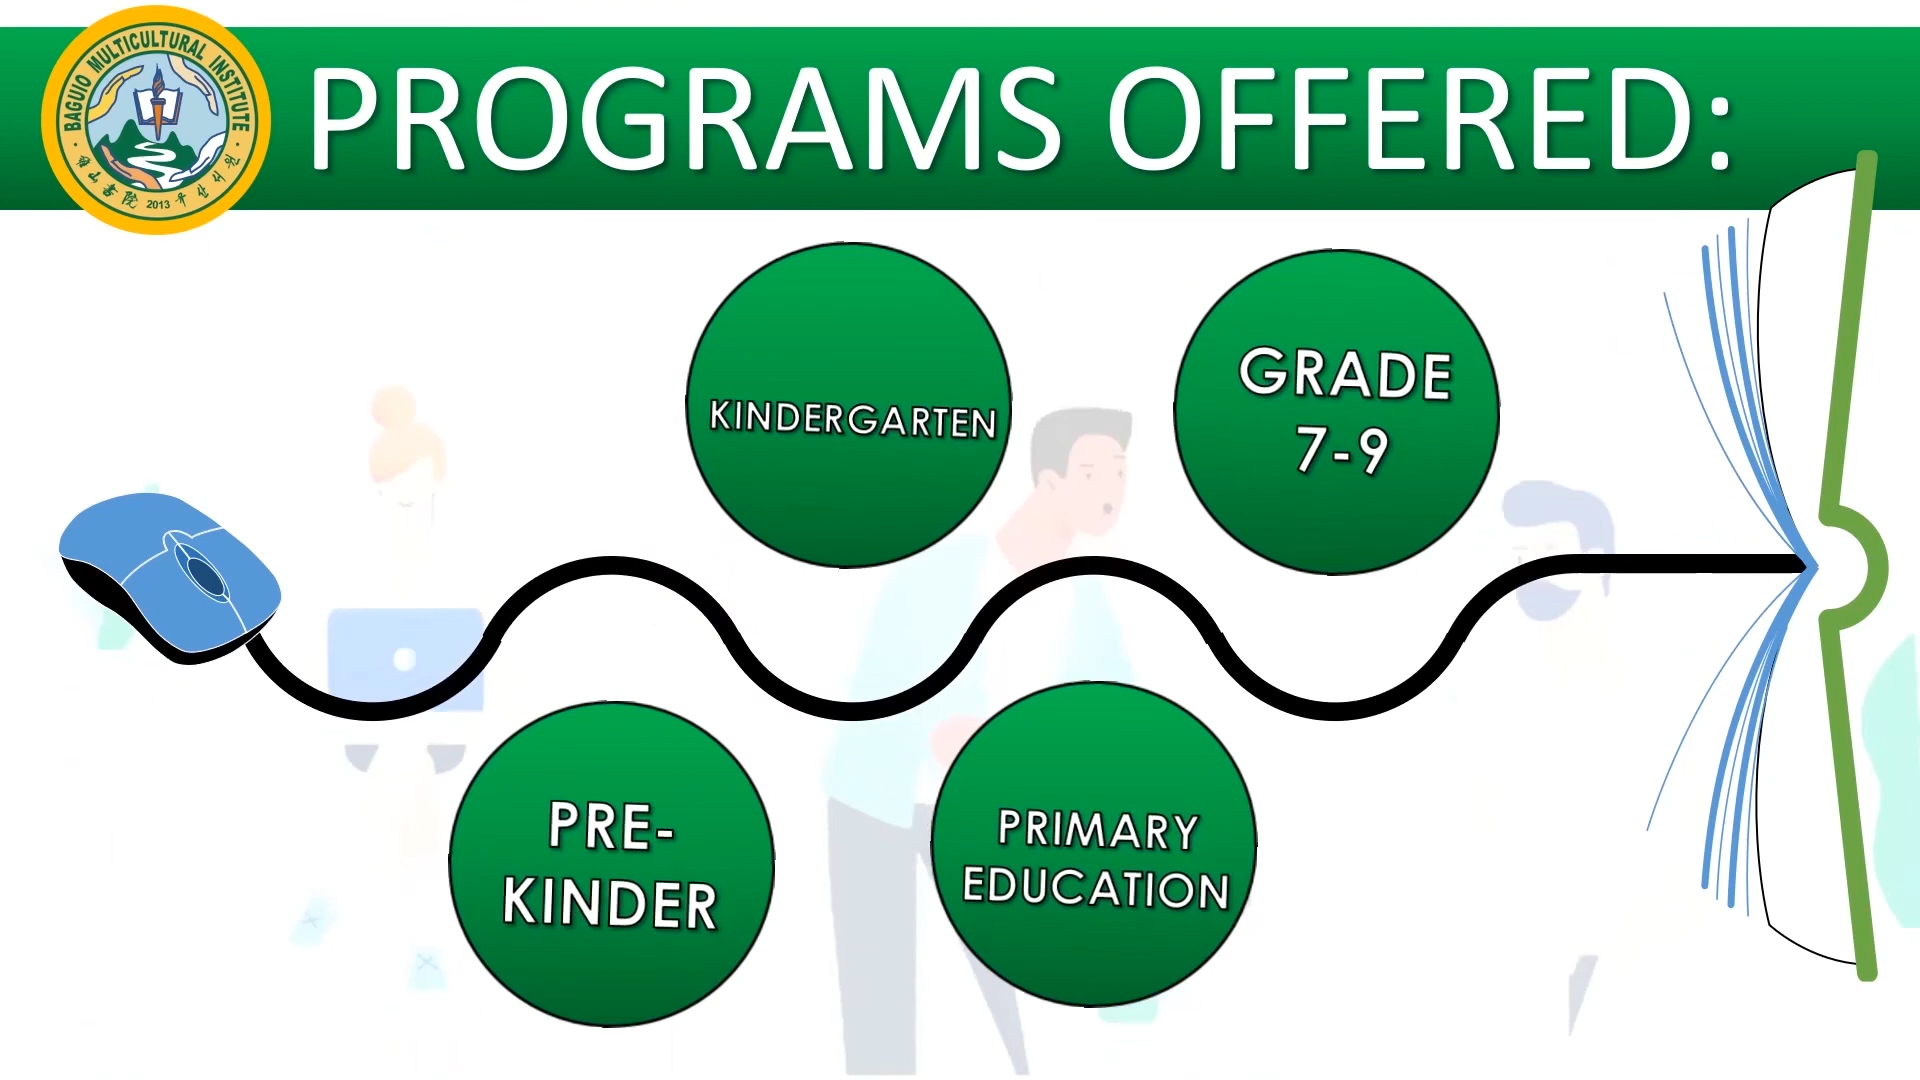 BAGUIO MULTICULTURAL INSTITUTE
2013
PROGRAMS OFFERED:
KINDERGARTEN
GRADE
7-9
PRE-
KINDER
PRIMARY
EDUCATION